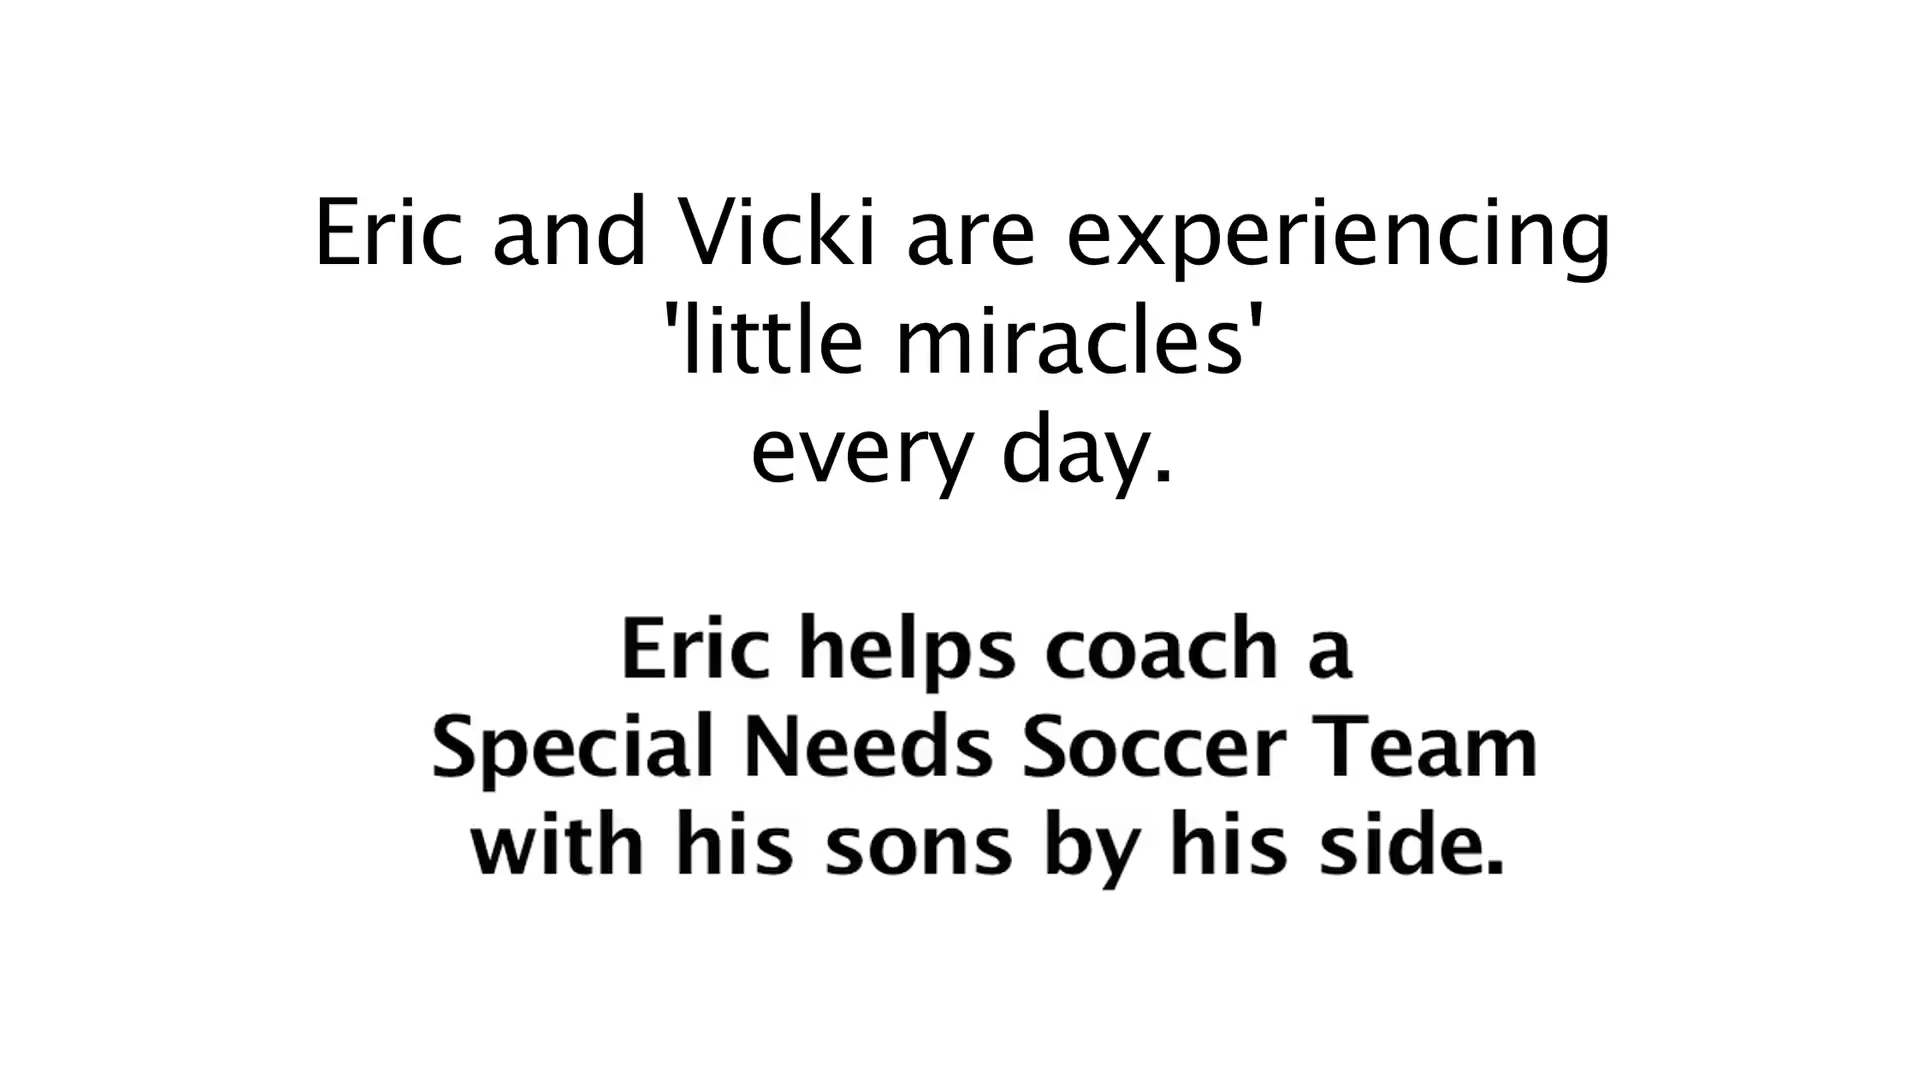 Eric and Vicki are experiencing
'little miracles'
every day.
Eric helps coach a
Special Needs Soccer Team
with his sons by his side.